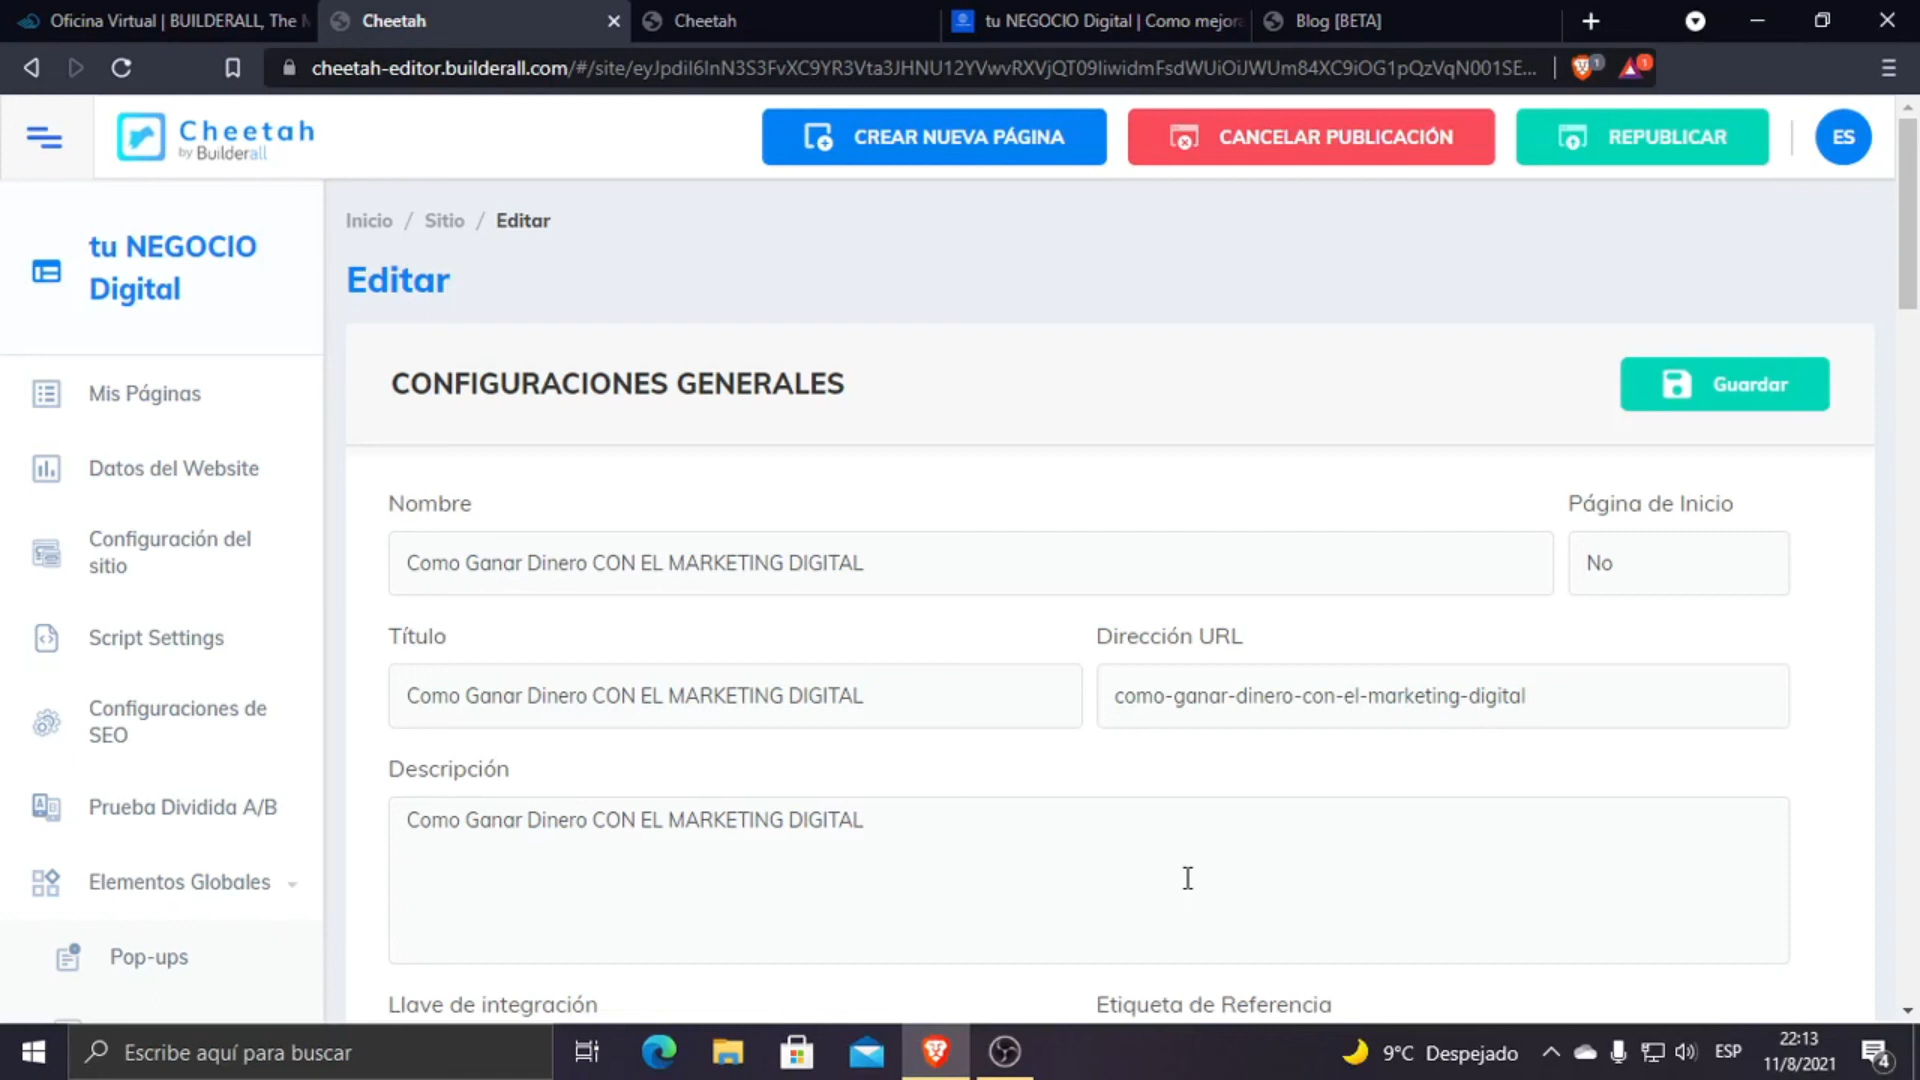 Oficina Virtual | BUILDERALL, The
Cheetah
Cheetah
tu NEGOCIO Digital | Como mejora
Blog [BETA]
cheetah-editor.builderall.com
1
1
Cheetah
by Builderall
CREAR NUEVA PÁGINA
CANCELAR PUBLICACIÓN
REPUBLICAR
ES
tu NEGOCIO
Digital
Mis Páginas
Datos del Website
Configuración del
sitio
Script Settings
Configuraciones de
SEO
Prueba Dividida A/B
Elementos Globales
Pop-ups
Inicio / Sitio / Editar
Editar
CONFIGURACIONES GENERALES
Guardar
Nombre
Página de Inicio
Como Ganar Dinero CON EL MARKETING DIGITAL
No
Título
Dirección URL
Como Ganar Dinero CON EL MARKETING DIGITAL
como-ganar-dinero-con-el-marketing-digital
Descripción
Como Ganar Dinero CON EL MARKETING DIGITAL
Llave de integración
Etiqueta de Referencia
Escribe aquí para buscar
9°C Despejado
ESP
22:13
11/8/2021
4